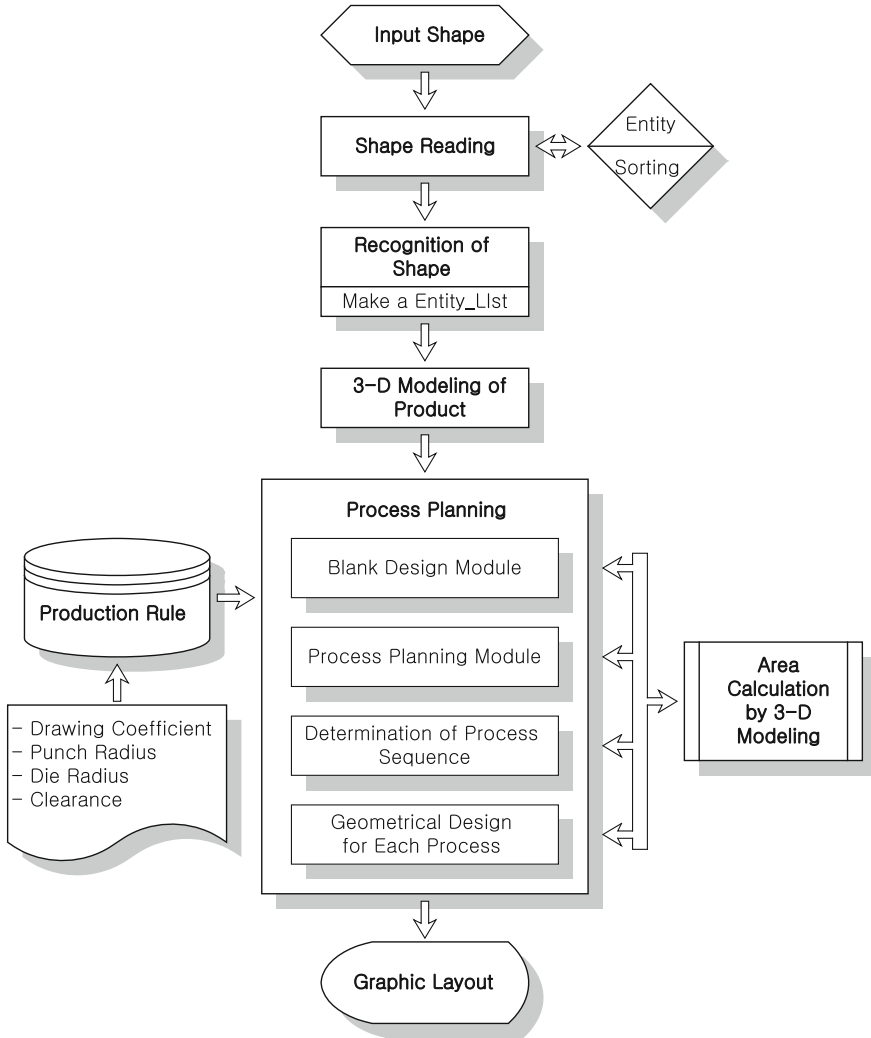 Input Shape
Shape Reading
Entity
Sorting
Recognition of
Shape
Make a Entity_LIst
3-D Modeling of
Product
Process Planning
Blank Design Module
Process Planning Module
Determination of Process
Sequence
Geometrical Design
for Each Process
Production Rule
- Drawing Coefficient
- Punch Radius
- Die Radius
- Clearance
Area
Calculation
by 3-D
Modeling
Graphic Layout